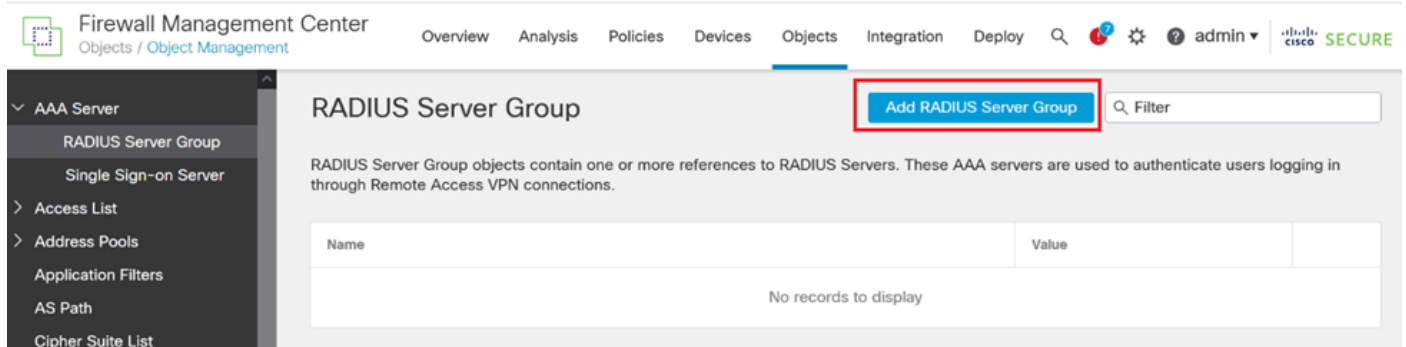 Firewall Management Center
Objects / Object Management
Overview Analysis Policies Devices Objects Integration Deploy 7 ? admin ▾ cisco SECURE
AAA Server
RADIUS Server Group
Single Sign-on Server
Access List
Address Pools
Application Filters
AS Path
Cipher Suite List
RADIUS Server Group
Add RADIUS Server Group
Filter
RADIUS Server Group objects contain one or more references to RADIUS Servers. These AAA servers are used to authenticate users logging in
through Remote Access VPN connections.
Name Value
No records to display